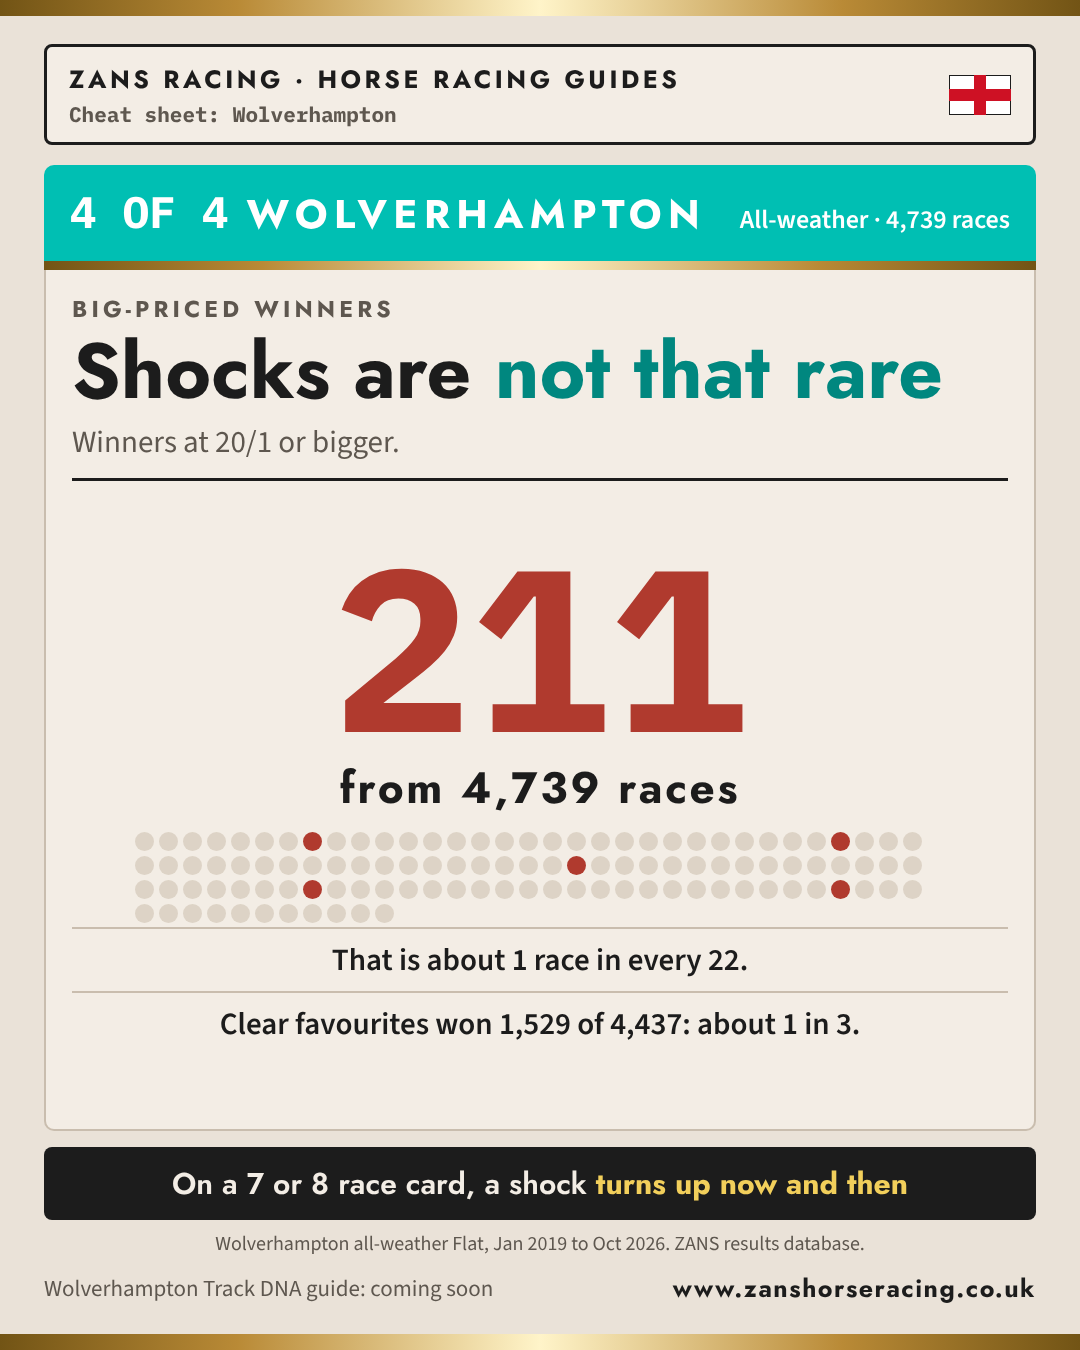 ZANS RACING · HORSE RACING GUIDES
Cheat sheet: Wolverhampton
4 OF 4 WOLVERHAMPTON
All-weather · 4,739 races
BIG-PRICED WINNERS
Shocks are not that rare
Winners at 20/1 or bigger.
211
from 4,739 races
That is about 1 race in every 22.
Clear favourites won 1,529 of 4,437: about 1 in 3.
On a 7 or 8 race card, a shock turns up now and then
Wolverhampton all-weather Flat, Jan 2019 to Oct 2026. ZANS results database.
Wolverhampton Track DNA guide: coming soon
www.zanshorseracing.co.uk